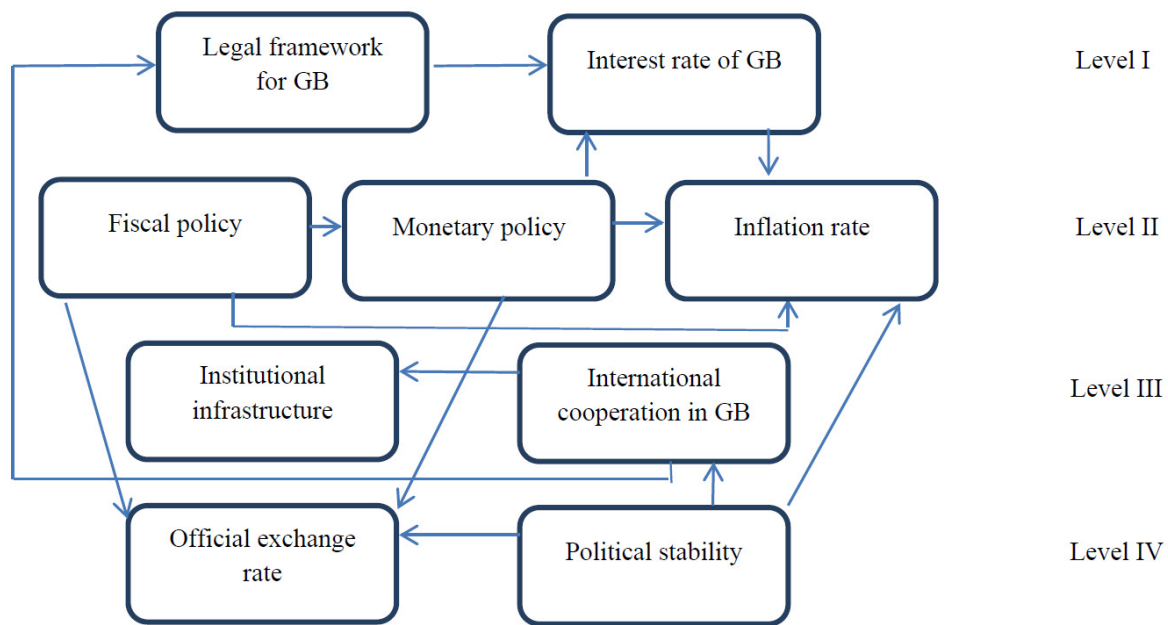 Legal framework
for GB
Interest rate of GB
Level I
Fiscal policy
Monetary policy
Inflation rate
Level II
Institutional
infrastructure
International
cooperation in GB
Level III
Official exchange
rate
Political stability
Level IV